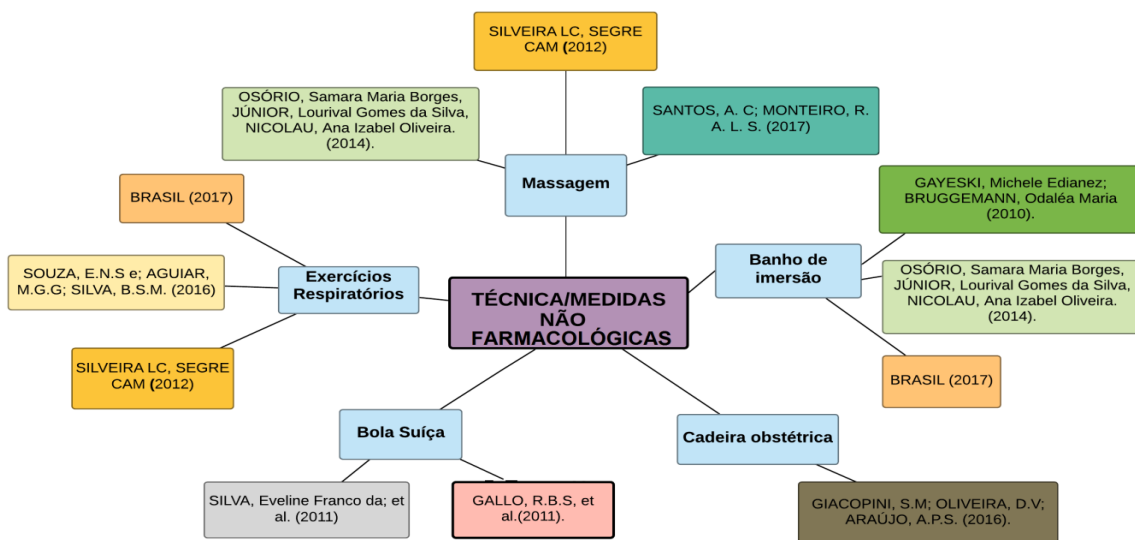 SILVEIRA LC, SEGRE
CAM (2012)
OSÓRIO, Samara Maria Borges,
JÚNIOR, Lourival Gomes da Silva,
NICOLAU, Ana Izabel Oliveira.
(2014).
SANTOS, A. C; MONTEIRO, R.
A. L. S. (2017)
Massagem
BRASIL (2017)
GAYESKI, Michele Edianez;
BRUGGEMANN, Odaléa Maria
(2010).
SOUZA, E.N.S e; AGUIAR,
M.G.G; SILVA, B.S.M. (2016)
Exercícios
Respiratórios
Banho de
imersão
OSÓRIO, Samara Maria Borges,
JÚNIOR, Lourival Gomes da Silva,
NICOLAU, Ana Izabel Oliveira.
(2014).
TÉCNICA/MEDIDAS
NÃO
FARMACOLÓGICAS
SILVEIRA LC, SEGRE
CAM (2012)
BRASIL (2017)
Bola Suíça
Cadeira obstétrica
SILVA, Eveline Franco da; et
al. (2011)
GALLO, R.B.S, et
al.(2011).
GIACOPINI, S.M; OLIVEIRA, D.V;
ARAÚJO, A.P.S. (2016).